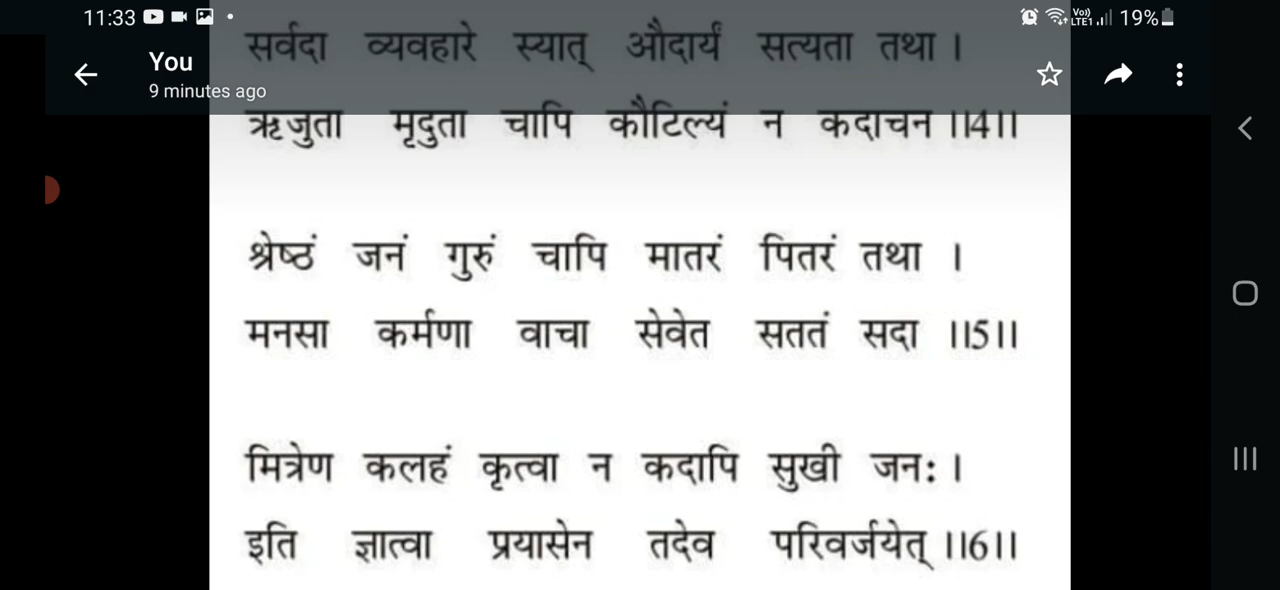 11:33
Vo)) LTE1 19%
You
9 minutes ago
सर्वदा व्यवहारे स्यात् औदार्यं सत्यता तथा ।
ऋजुता मृदुता चापि कौटिल्यं न कदाचन ।।4।।
श्रेष्ठं जनं गुरुं चापि मातरं पितरं तथा ।
मनसा कर्मणा वाचा सेवेत सततं सदा ।।5।।
मित्रेण कलहं कृत्वा न कदापि सुखी जनः ।
इति ज्ञात्वा प्रयासेन तदेव परिवर्जयेत् ।।6।।